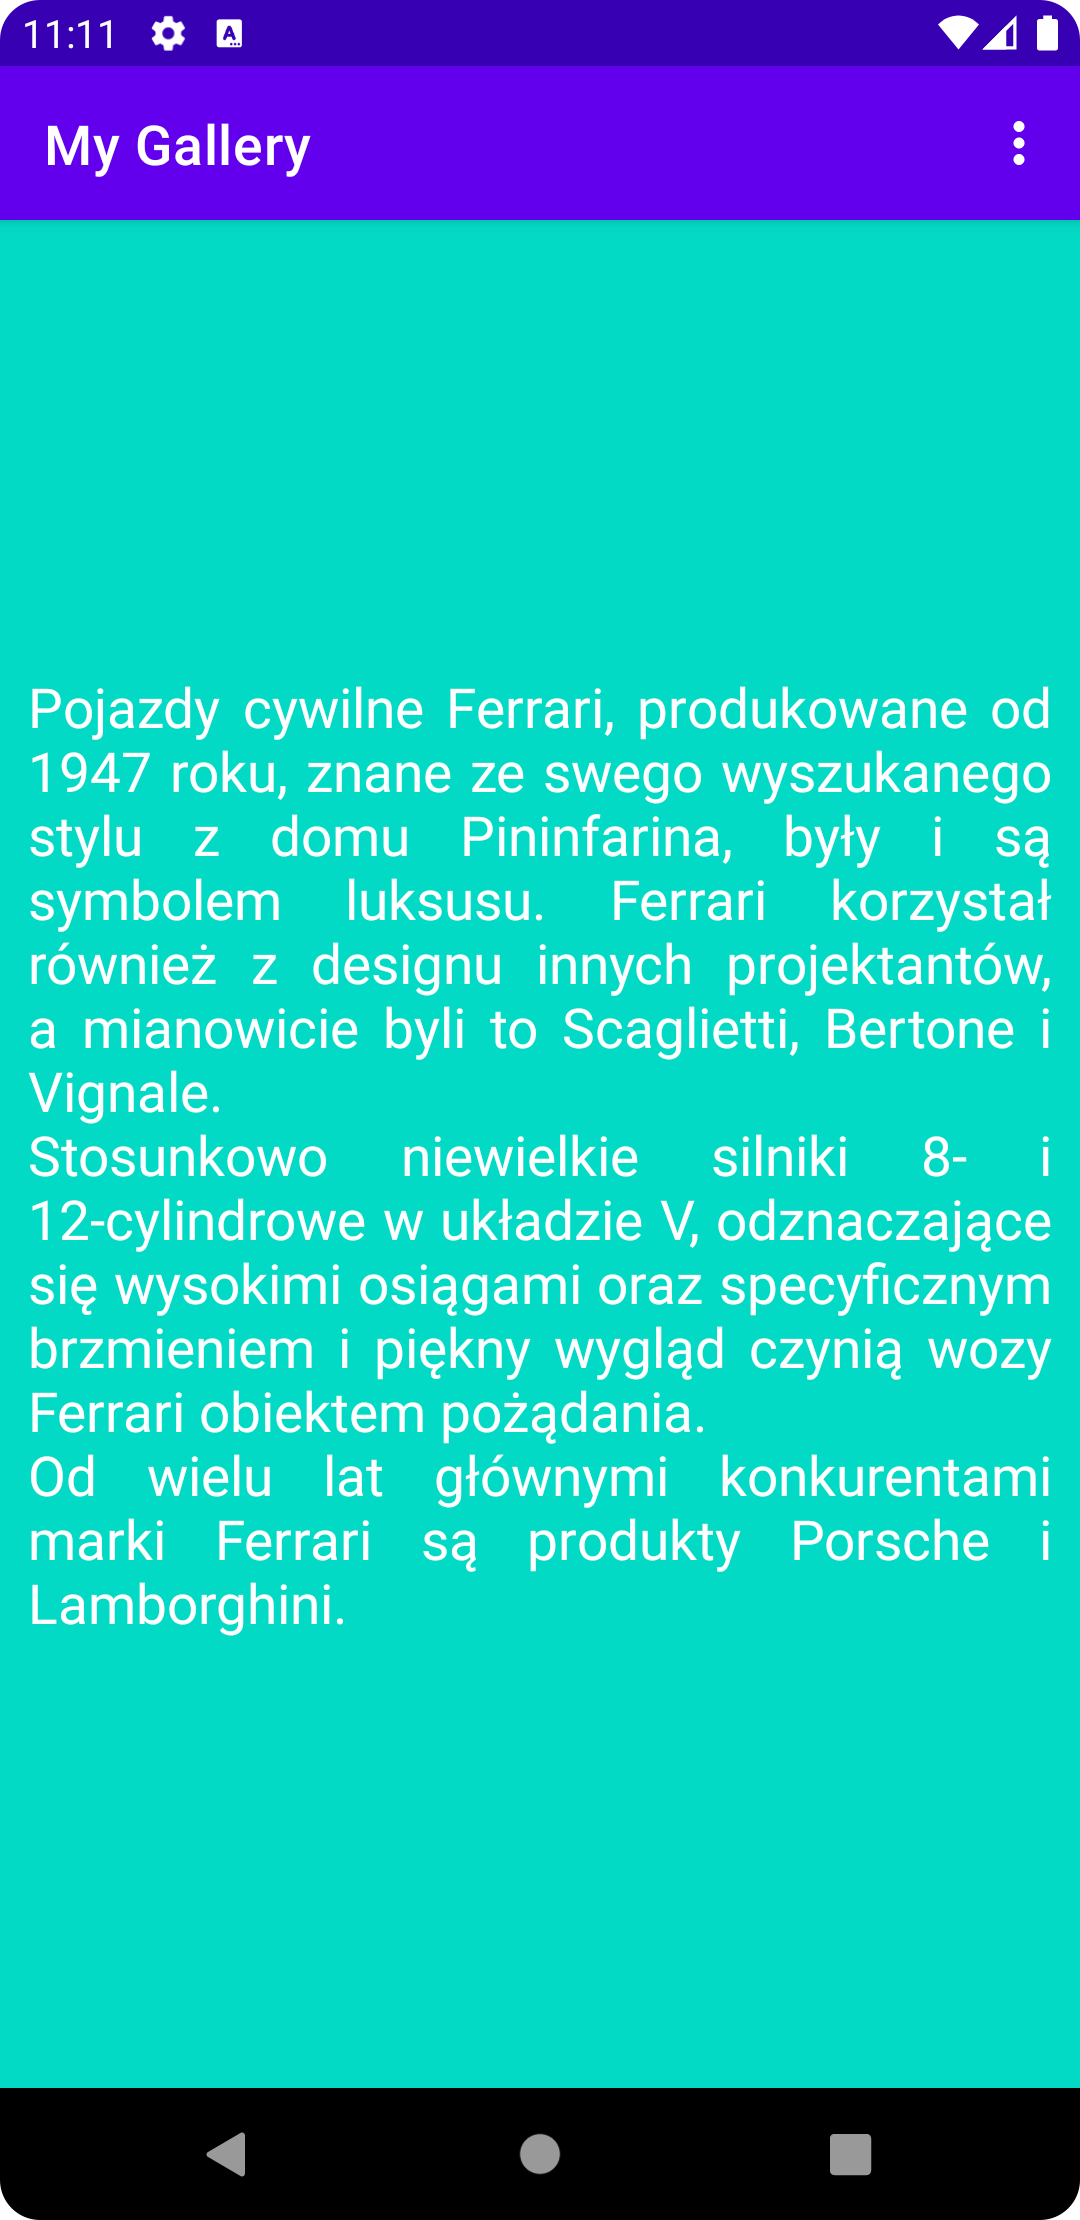 11:11
My Gallery
Pojazdy cywilne Ferrari, produkowane od
1947 roku, znane ze swego wyszukanego
stylu z domu Pininfarina, były i są
symbolem luksusu. Ferrari korzystał
również z designu innych projektantów,
a mianowicie byli to Scaglietti, Bertone i
Vignale.
Stosunkowo niewielkie silniki 8- i
12-cylindrowe w układzie V, odznaczające
się wysokimi osiągami oraz specyficznym
brzmieniem i piękny wygląd czynią wozy
Ferrari obiektem pożądania.
Od wielu lat głównymi konkurentami
marki Ferrari są produkty Porsche i
Lamborghini.